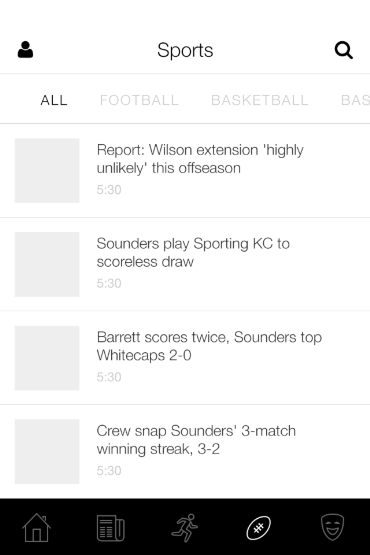 Sports
ALL FOOTBALL BASKETBALL BAS
Report: Wilson extension 'highly
unlikely' this offseason
5:30
Sounders play Sporting KC to
scoreless draw
5:30
Barrett scores twice, Sounders top
Whitecaps 2-0
5:30
Crew snap Sounders' 3-match
winning streak, 3-2
5:30